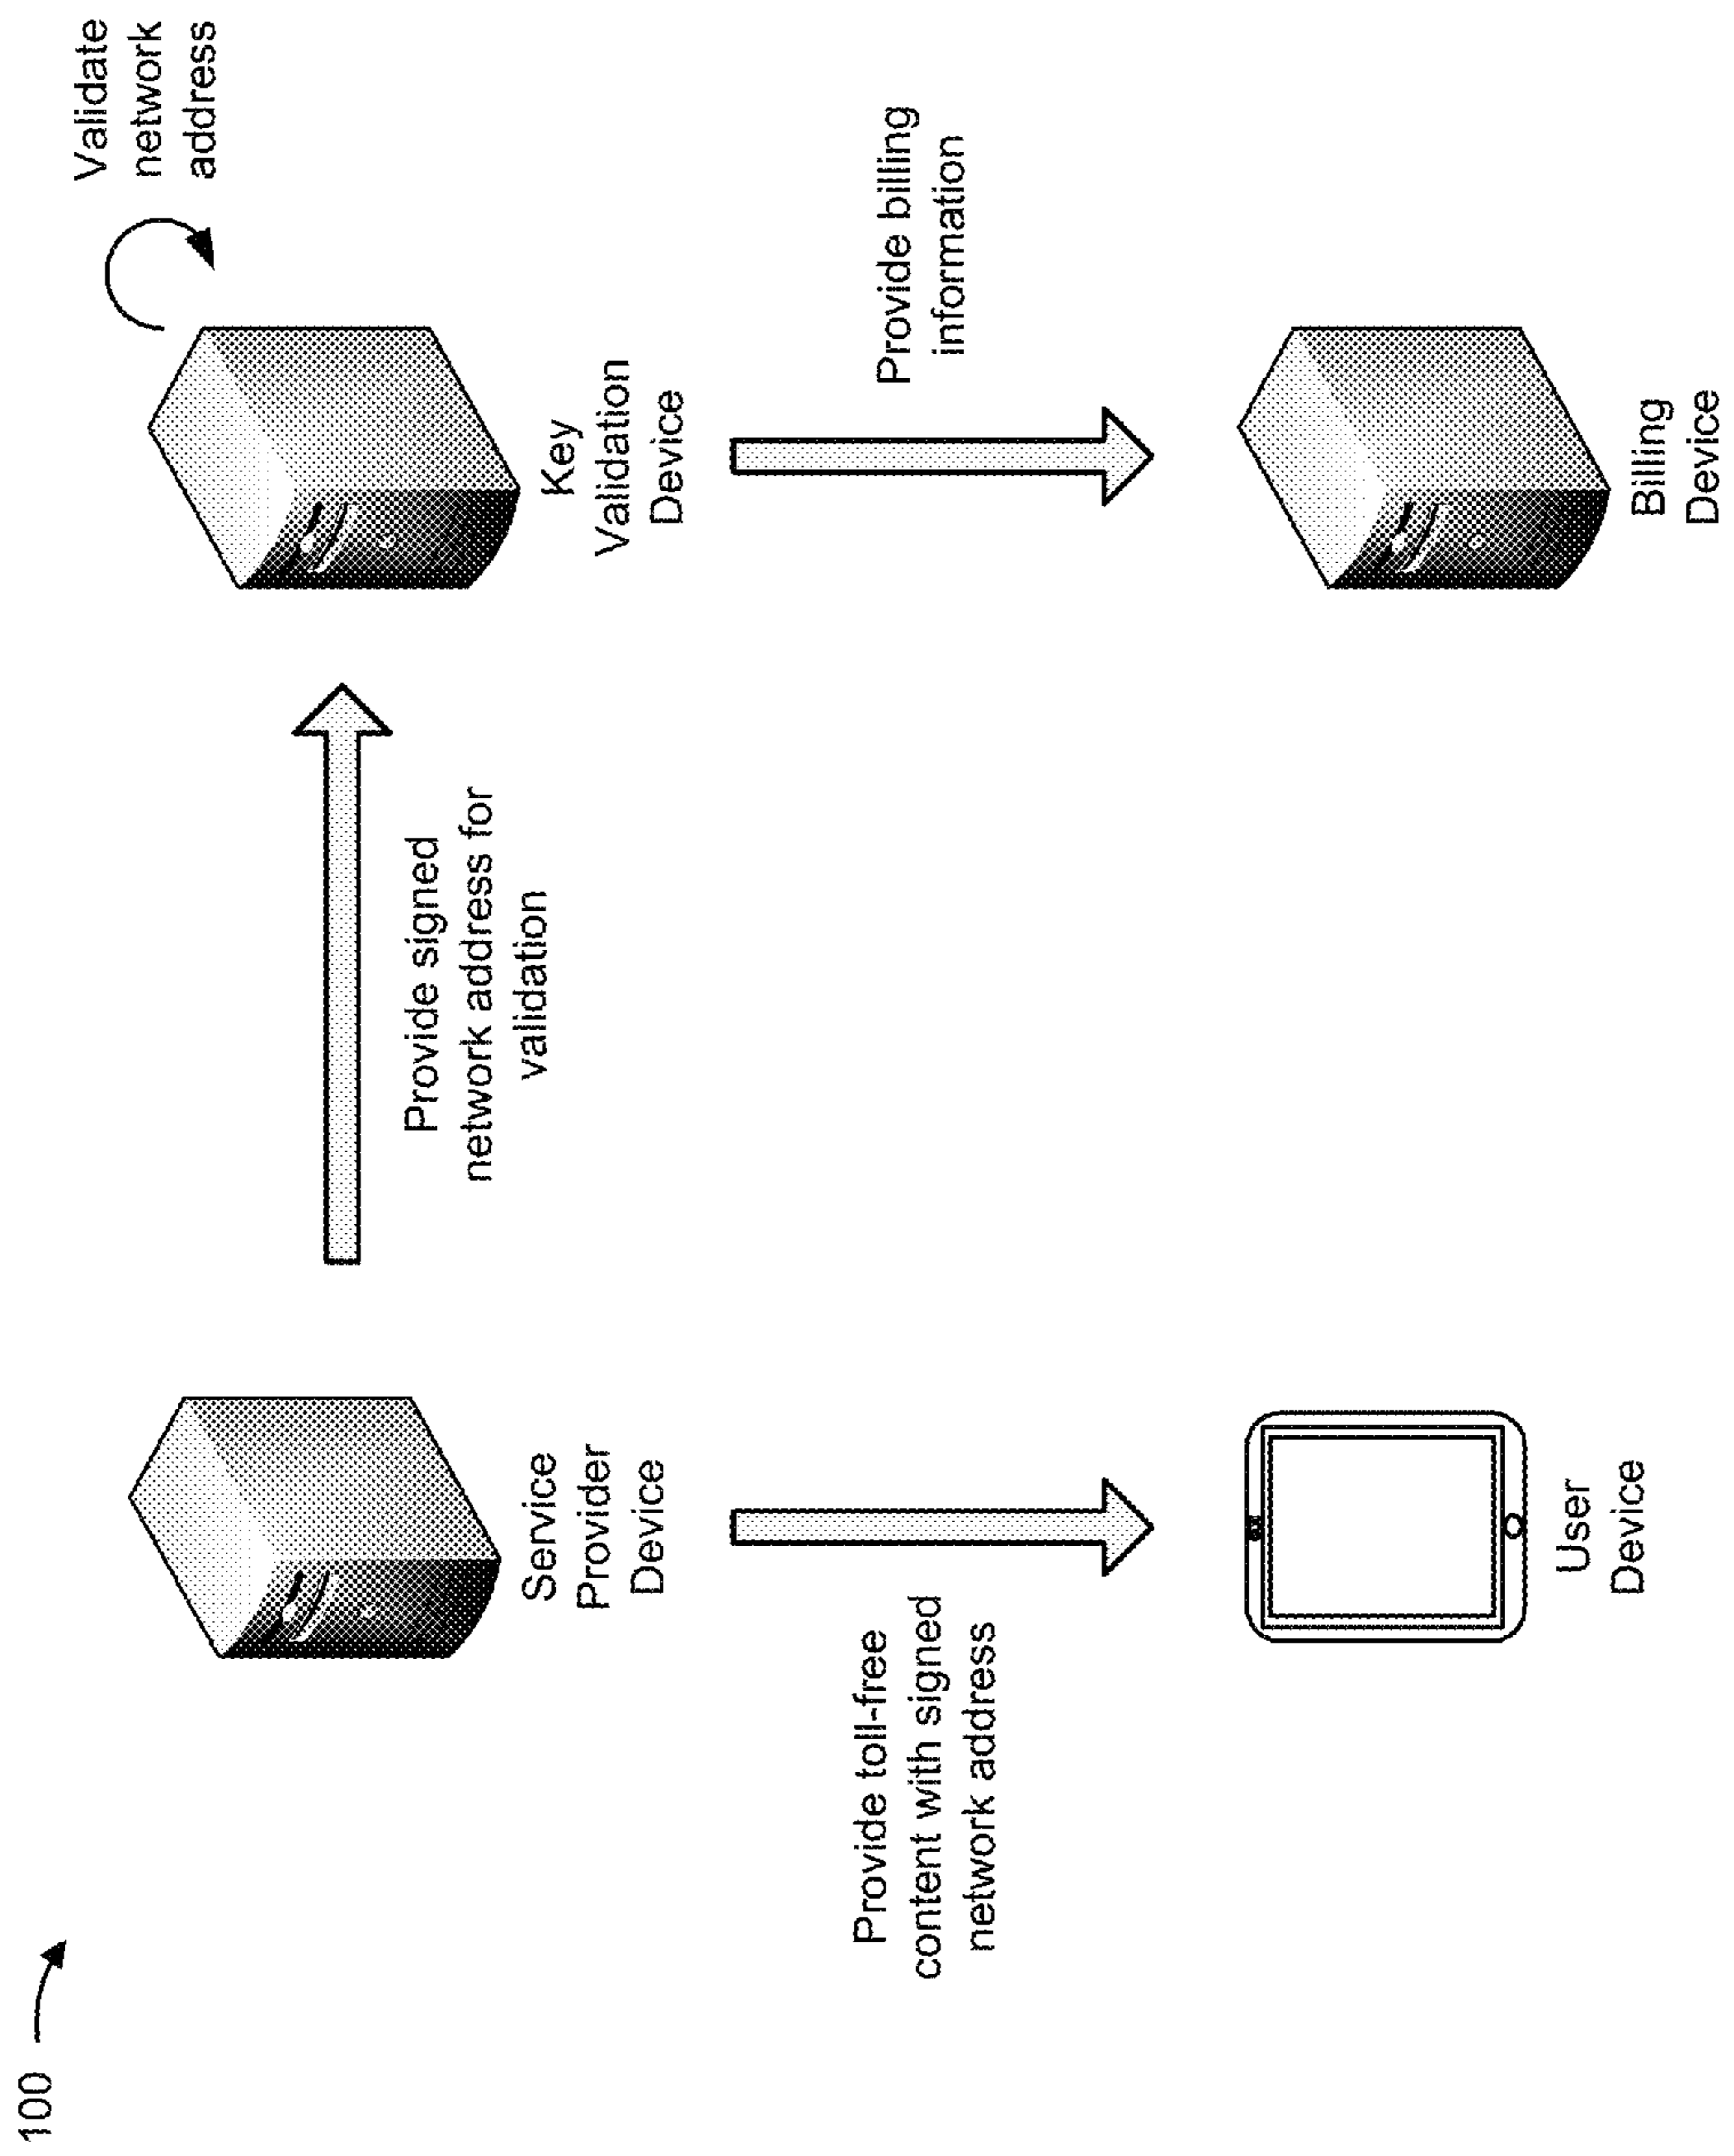 100
Service
Provider
Device
Provide signed
network address for
validation
Key
Validation
Device
Validate
network
address
Provide toll-free
content with signed
network address
Provide billing
information
User
Device
Billing
Device